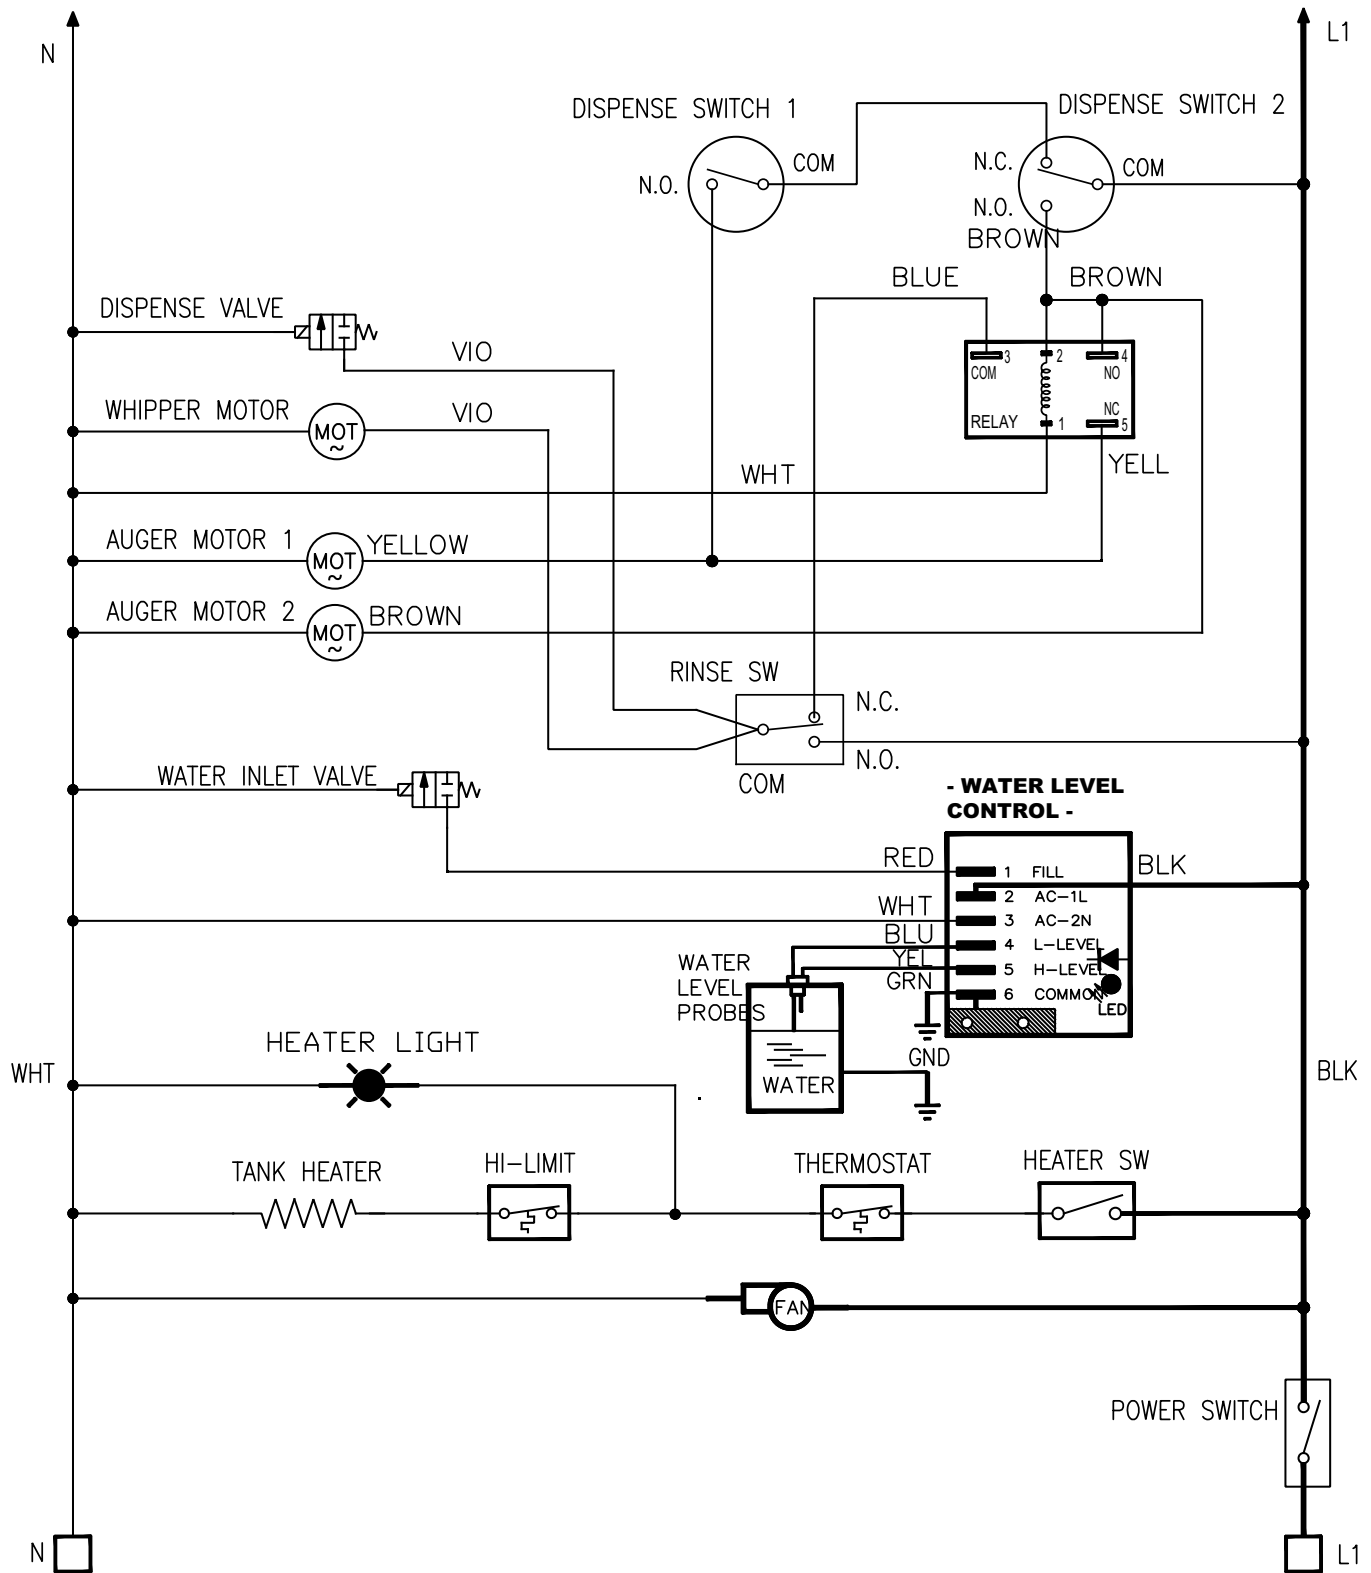 N
L1
DISPENSE SWITCH 1
DISPENSE SWITCH 2
COM
N.O.
N.C.
COM
N.O.
BROWN
BLUE
BROWN
DISPENSE VALVE
VIO
3
2
4
COM
NO
WHIPPER MOTOR
MOT
~
VIO
RELAY
1
NC
5
WHT
YELL
AUGER MOTOR 1
MOT
~
YELLOW
AUGER MOTOR 2
MOT
~
BROWN
RINSE SW
N.C.
N.O.
COM
WATER INLET VALVE
- WATER LEVEL
CONTROL -
RED
1 FILL
BLK
2 AC-1L
WHT
3 AC-2N
BLU
4 L-LEVEL
YEL
5 H-LEVEL
GRN
6 COMMON
LED
WATER
LEVEL
PROBES
GND
WATER
HEATER LIGHT
WHT
BLK
TANK HEATER
HI-LIMIT
THERMOSTAT
HEATER SW
FAN
POWER SWITCH
N
L1